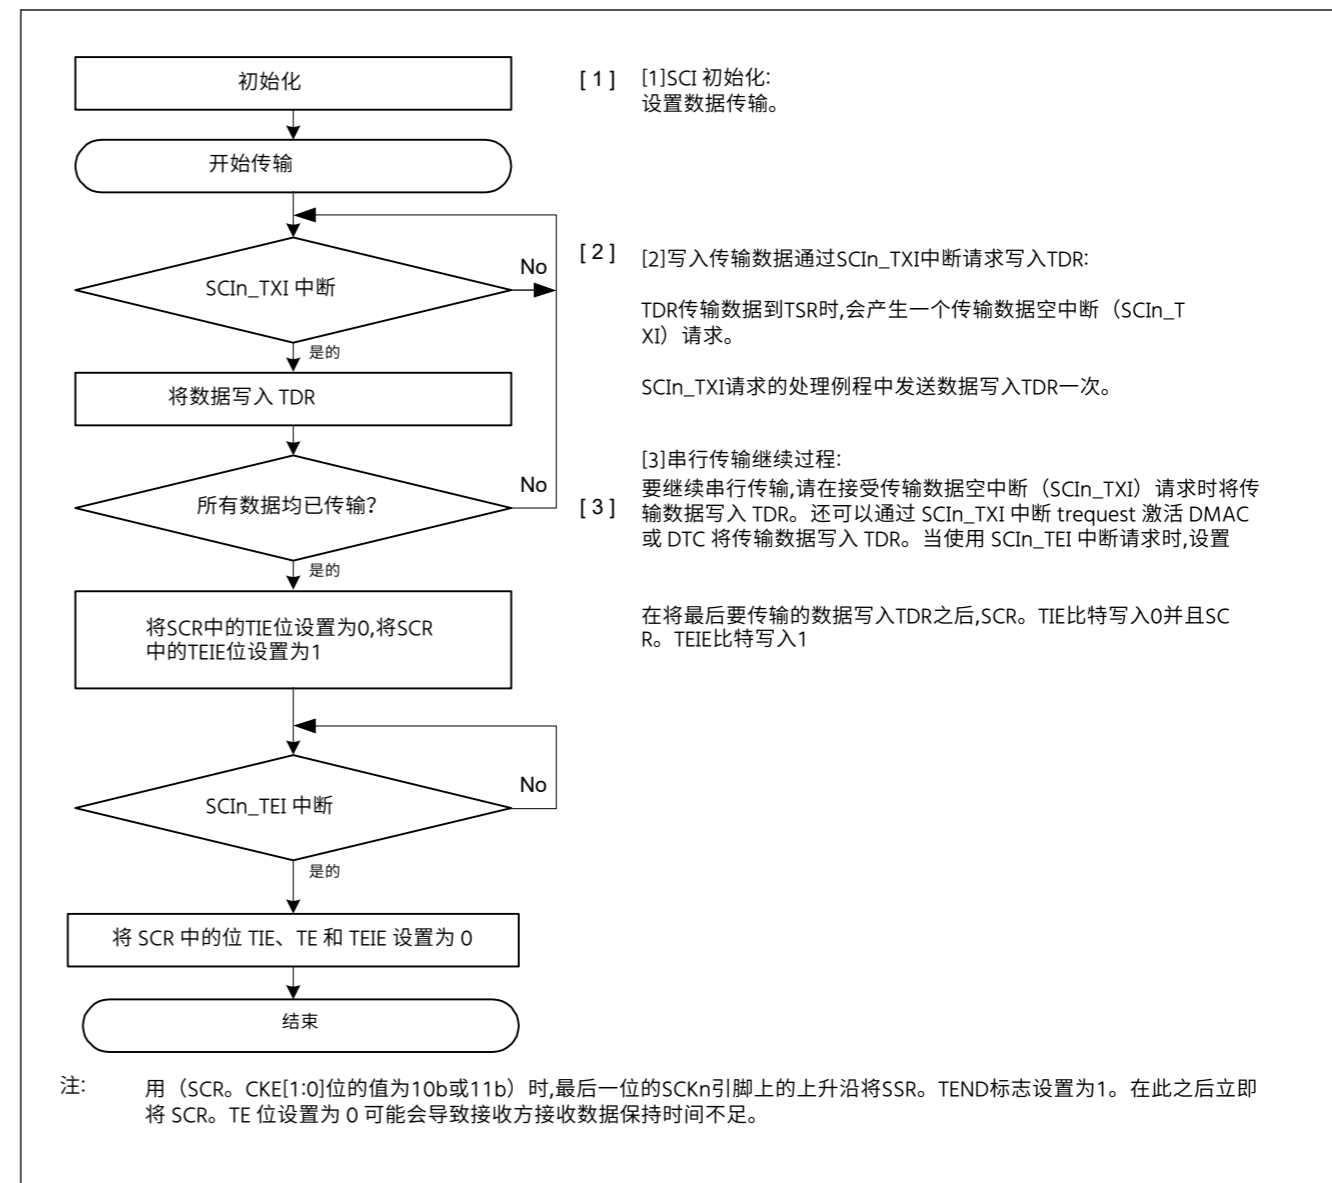 初始化
[ 1 ]
[1]SCI 初始化:
设置数据传输。
开始传输
SCIn_TXI 中断
No
是的
[ 2 ]
[2]写入传输数据通过SCIn_TXI中断请求写入TDR:
TDR传输数据到TSR时,会产生一个传输数据空中断（SCIn_T
XI）请求。
SCIn_TXI请求的处理例程中发送数据写入TDR一次。
将数据写入 TDR
所有数据均已传输?
No
是的
[ 3 ]
[3]串行传输继续过程:
要继续串行传输,请在接受传输数据空中断（SCIn_TXI）请求时将传
输数据写入 TDR。还可以通过 SCIn_TXI 中断 trequest 激活 DMAC
或 DTC 将传输数据写入 TDR。当使用 SCIn_TEI 中断请求时,设置
在将最后要传输的数据写入TDR之后,SCR。TIE比特写入0并且SC
R。TEIE比特写入1
将SCR中的TIE位设置为0,将SCR
中的TEIE位设置为1
SCIn_TEI 中断
No
是的
将 SCR 中的位 TIE、TE 和 TEIE 设置为 0
结束
注:
用（SCR。CKE[1:0]位的值为10b或11b）时,最后一位的SCKn引脚上的上升沿将SSR。TEND标志设置为1。在此之后立即
将 SCR。TE 位设置为 0 可能会导致接收方接收数据保持时间不足。